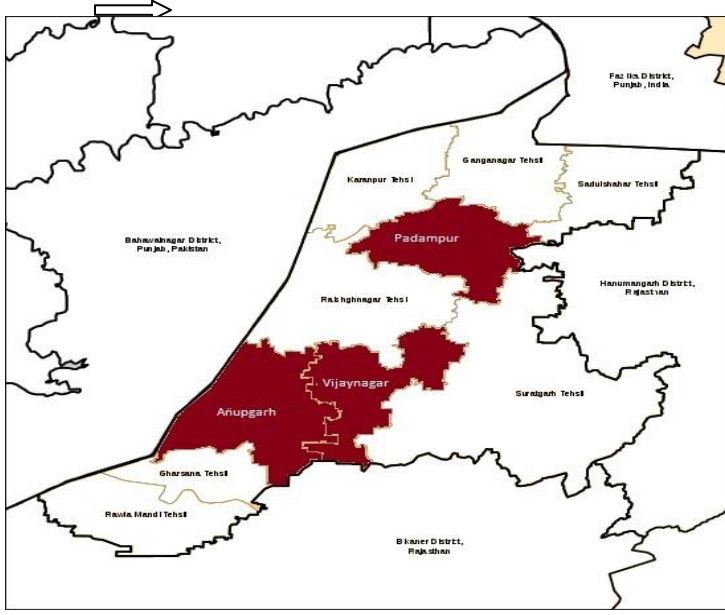 Fazilka District,
Punjab, India
Ganganagar Tehsil
Karanpur Tehsil
Sadulshahar Tehsil
Padampur
Bahawalnagar District,
Punjab, Pakistan
Hanumangarh District,
Rajasthan
Raisinghnagar Tehsil
Vijaynagar
Suratgarh Tehsil
Anupgarh
Gharsana Tehsil
Rawla Mandi Tehsil
Bikaner District,
Rajasthan